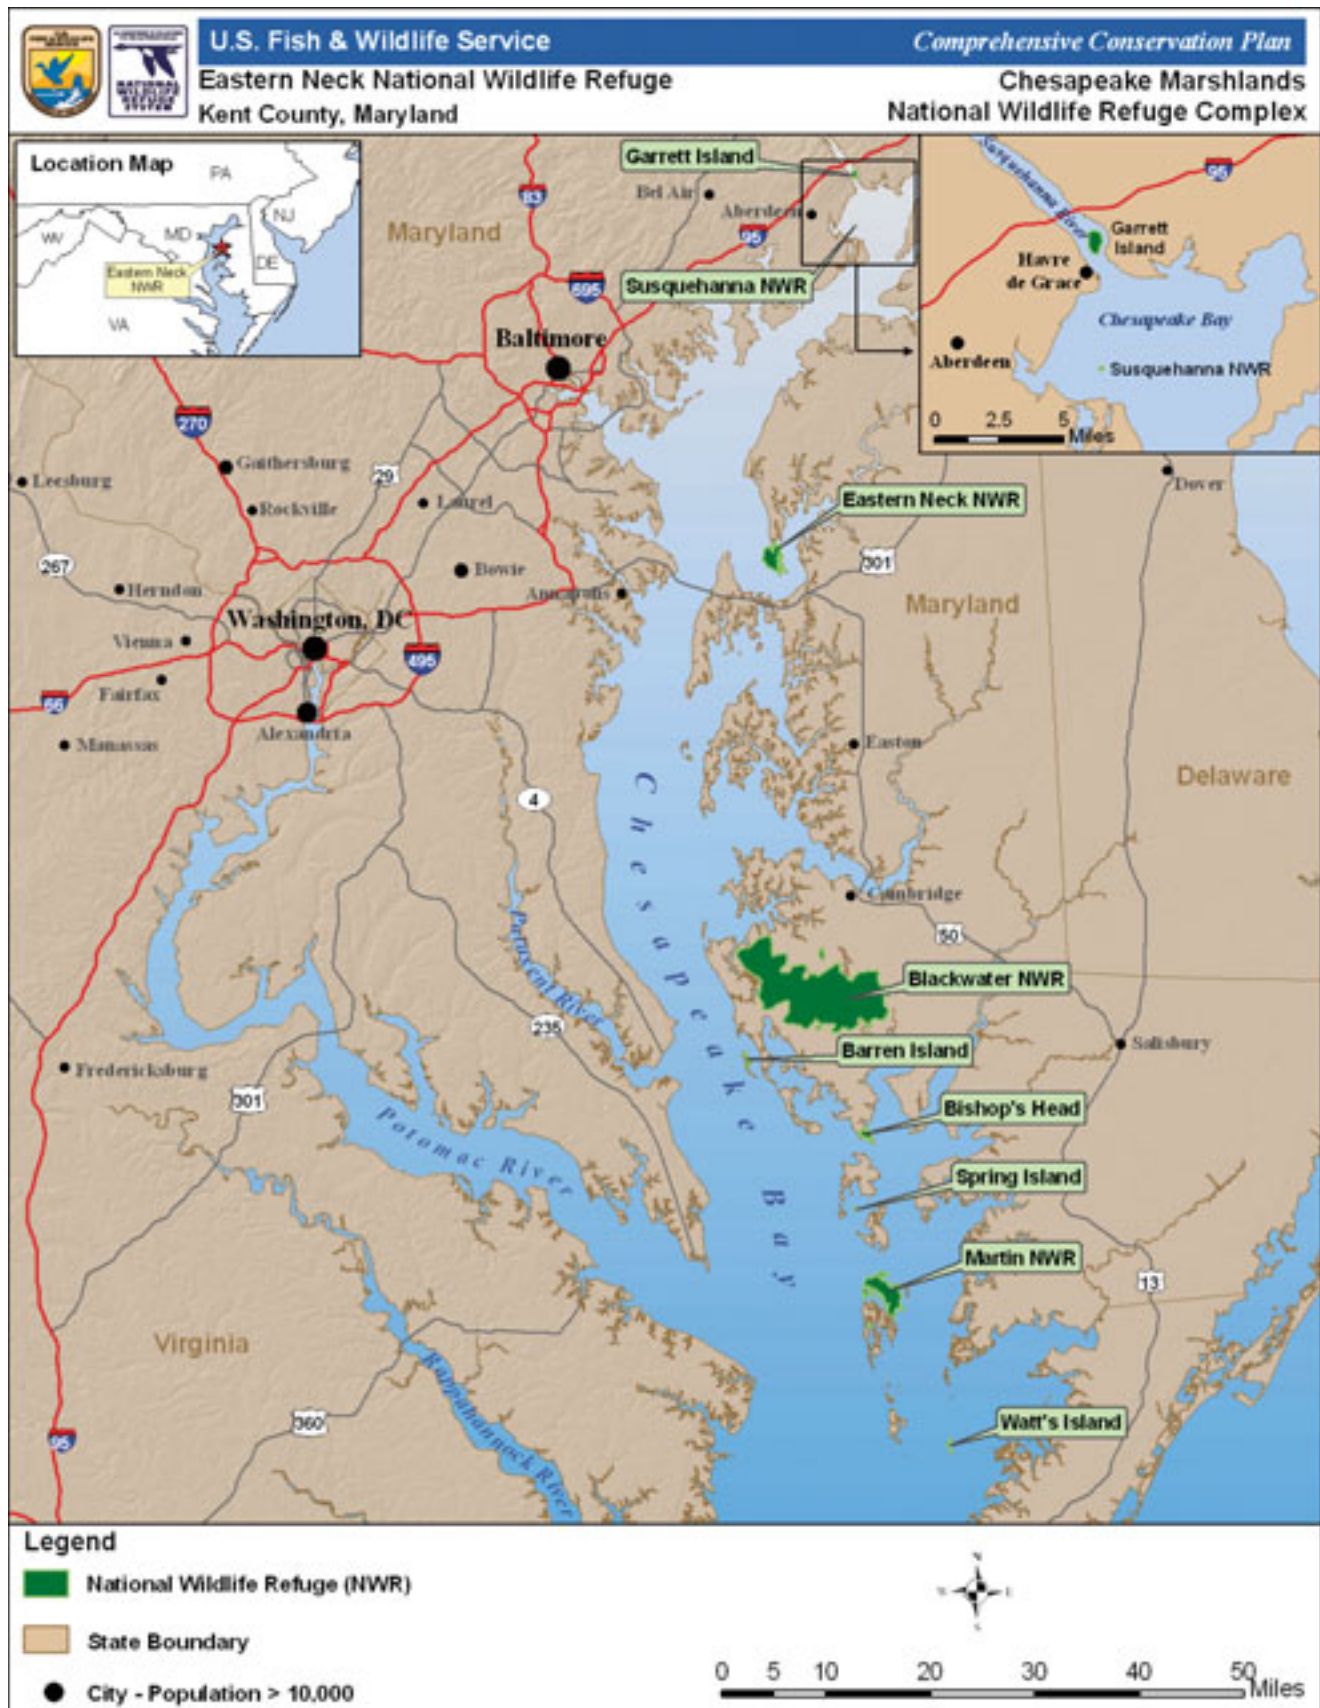 U.S. Fish & Wildlife Service
Comprehensive Conservation Plan
Eastern Neck National Wildlife Refuge
Kent County, Maryland
Chesapeake Marshlands
National Wildlife Refuge Complex
NATIONAL
WILDLIFE
REFUGE
SYSTEM
Location Map
PA
NJ
WV
MD
DE
Eastern Neck
NWR
VA
Garrett Island
83
Bel Air
Aberdeen
Maryland
95
Susquehanna NWR
695
Baltimore
Susquehanna River
95
Garrett
Island
Havre
de Grace
Chesapeake Bay
Aberdeen
Susquehanna NWR
0 2.5 5
Miles
270
Gaithersburg
29
Leesburg
Rockville
Laurel
Dover
Eastern Neck NWR
267
Herndon
Bowie
Annapolis
301
Maryland
Washington, DC
Vienna
495
66
Fairfax
Alexandria
Manassas
Easton
Delaware
4
Chesapeake Bay
Cambridge
50
Patuxent River
Blackwater NWR
235
Barren Island
Salisbury
Fredericksburg
301
Bishop's Head
Potomac River
Spring Island
Martin NWR
13
Virginia
Rappahannock River
360
95
Watt's Island
Legend
National Wildlife Refuge (NWR)
State Boundary
City - Population > 10,000
N
W E
S
0 5 10 20 30 40 50
Miles